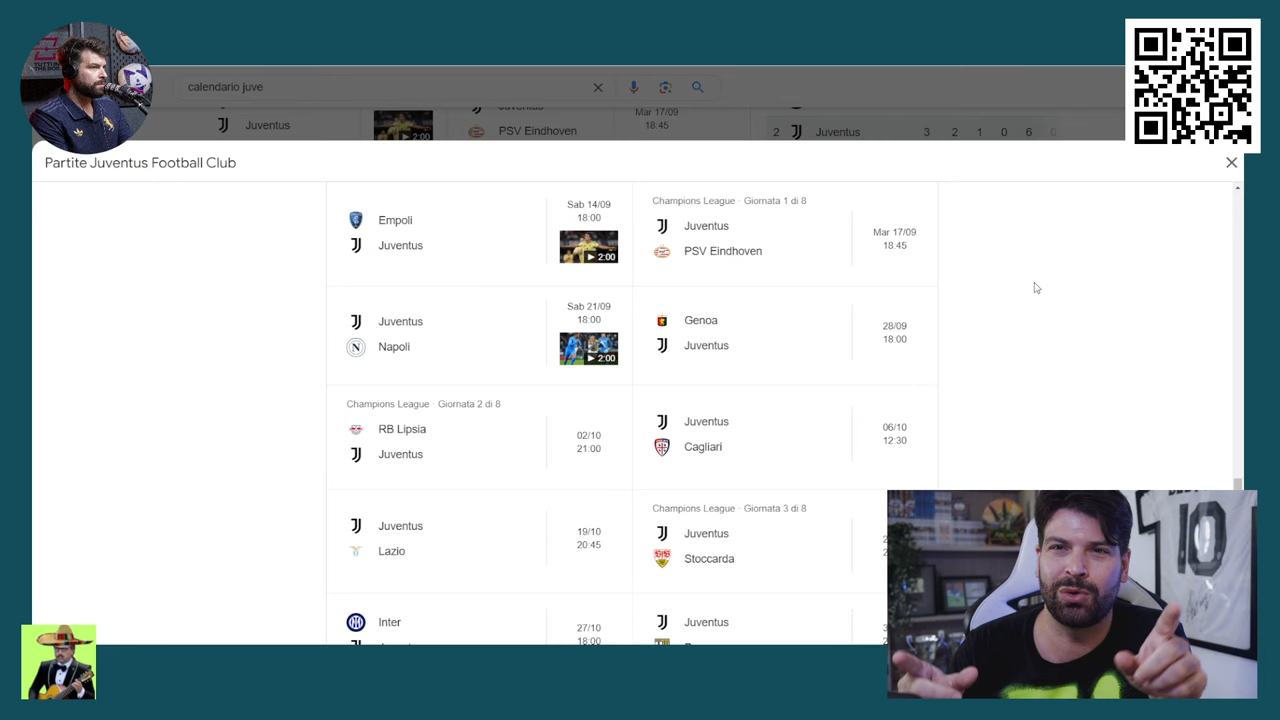 calendario juve
Juventus
2:00
PSV Eindhoven
Mar 17/09
18:45
2 Juventus 3 2 1 0 6 0
Partite Juventus Football Club
Empoli
Juventus
Sab 14/09
18:00
2:00
Champions League · Giornata 1 di 8
Juventus
PSV Eindhoven
Mar 17/09
18:45
Juventus
Napoli
Sab 21/09
18:00
2:00
Genoa
Juventus
28/09
18:00
Champions League · Giornata 2 di 8
RB Lipsia
Juventus
02/10
21:00
Juventus
Cagliari
06/10
12:30
Juventus
Lazio
19/10
20:45
Champions League · Giornata 3 di 8
Juventus
Stoccarda
Inter
27/10
18:00
Juventus
10